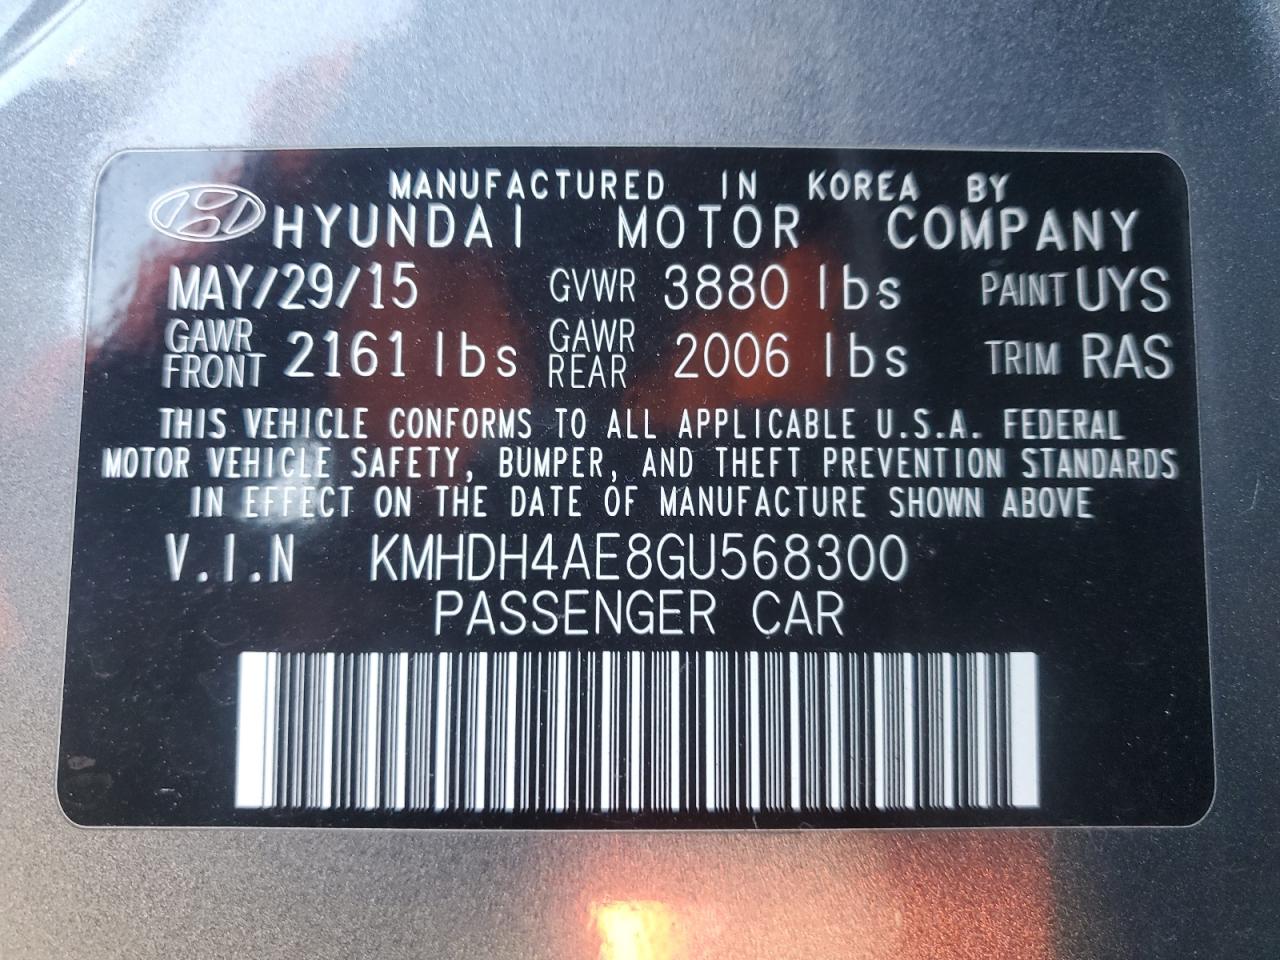 MANUFACTURED IN KOREA BY
HYUNDAI MOTOR COMPANY
MAY/29/15 GVWR 3880 lbs PAINT UYS
GAWR FRONT 2161 lbs GAWR REAR 2006 lbs TRIM RAS
THIS VEHICLE CONFORMS TO ALL APPLICABLE U.S.A. FEDERAL
MOTOR VEHICLE SAFETY, BUMPER, AND THEFT PREVENTION STANDARDS
IN EFFECT ON THE DATE OF MANUFACTURE SHOWN ABOVE
V.I.N KMHDH4AE8GU568300
PASSENGER CAR